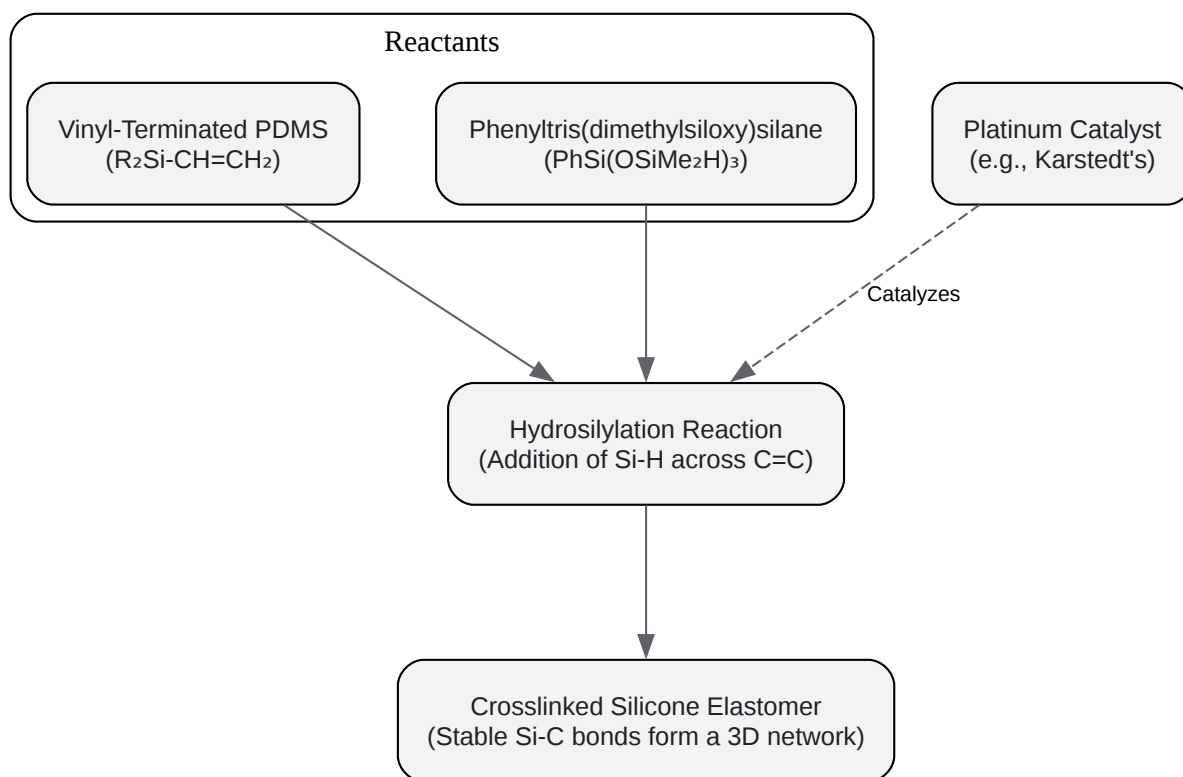 Reactants
Vinyl-Terminated PDMS
(R₂Si-CH=CH₂)
Phenyltris(dimethylsiloxy)silane
(PhSi(OSiMe₂H)₃)
Platinum Catalyst
(e.g., Karstedt's)
Catalyzes
Hydrosilylation Reaction
(Addition of Si-H across C=C)
Crosslinked Silicone Elastomer
(Stable Si-C bonds form a 3D network)